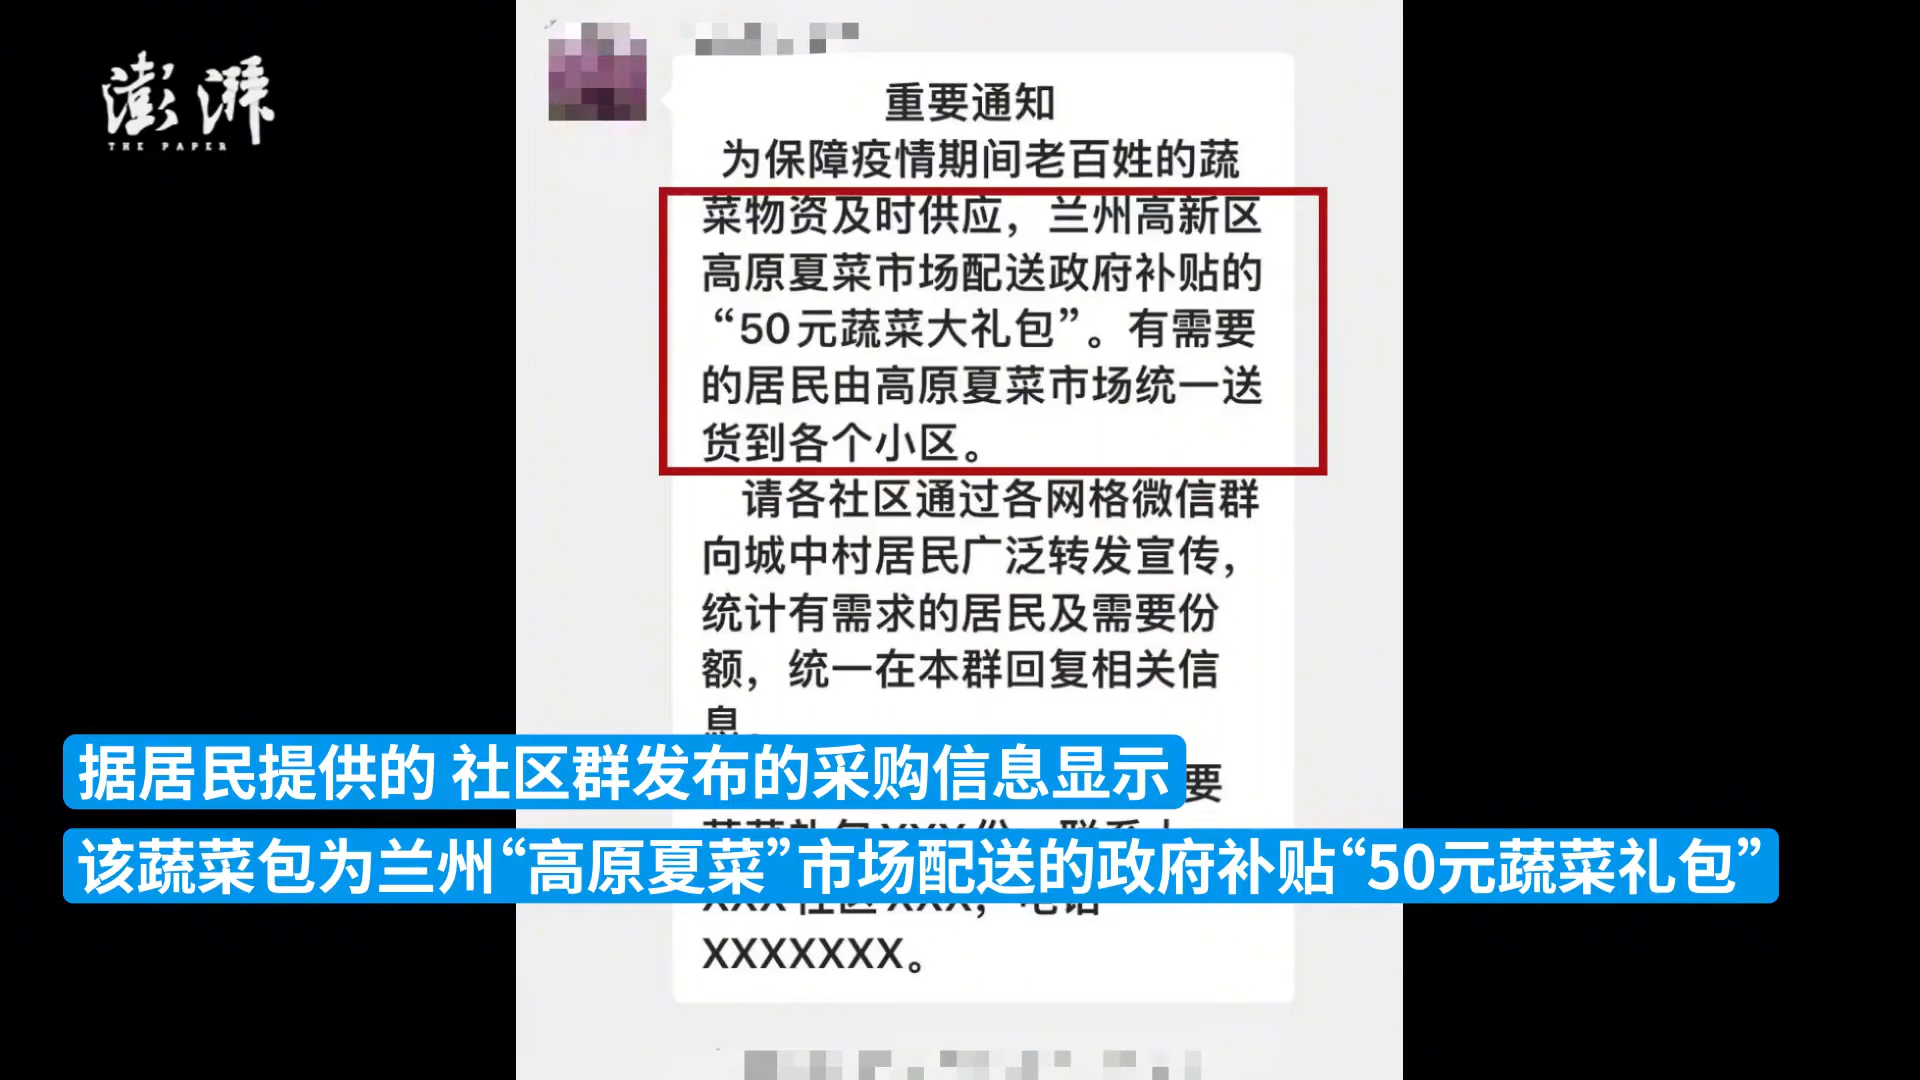 澎湃
THE PAPER
重要通知
为保障疫情期间老百姓的蔬
菜物资及时供应，兰州高新区
高原夏菜市场配送政府补贴的
“50元蔬菜大礼包”。有需要
的居民由高原夏菜市场统一送
货到各个小区。
请各社区通过各网格微信群
向城中村居民广泛转发宣传，
统计有需求的居民及需要份
额，统一在本群回复相关信
息。
要
据居民提供的 社区群发布的采购信息显示
该蔬菜包为兰州“高原夏菜”市场配送的政府补贴“50元蔬菜礼包”
XXXXXXX。